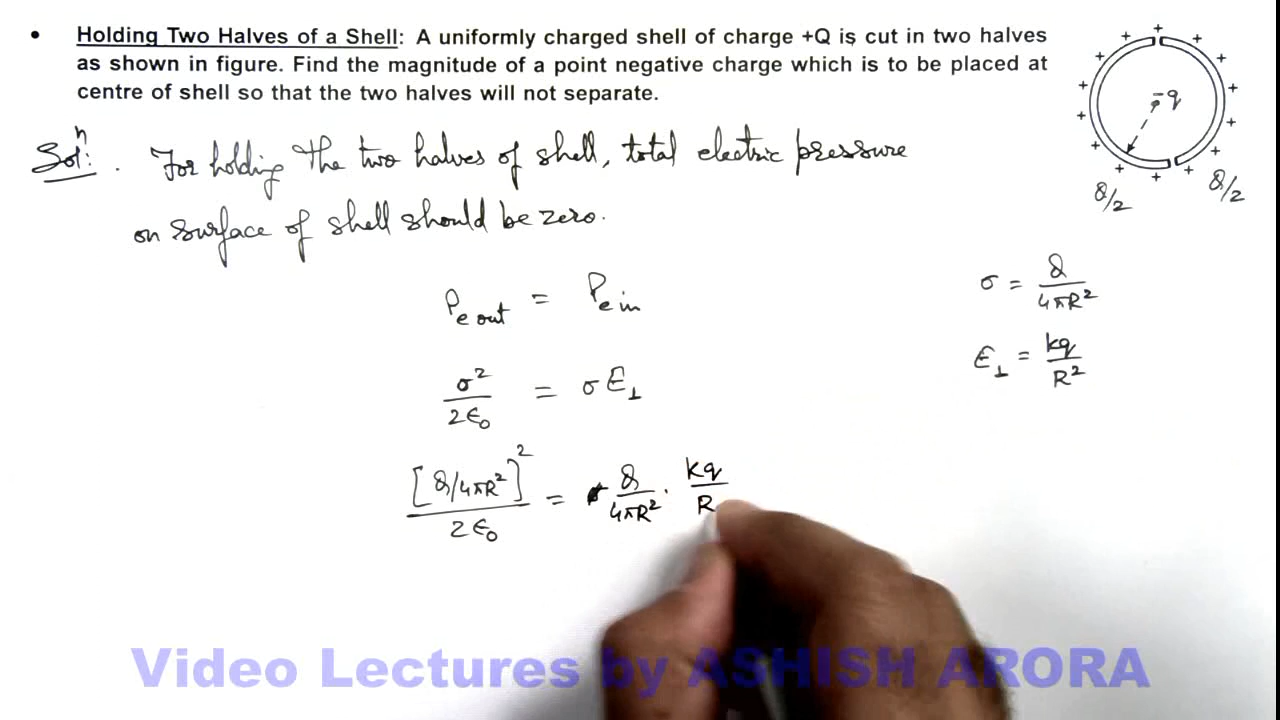 • Holding Two Halves of a Shell: A uniformly charged shell of charge +Q is cut in two halves
as shown in figure. Find the magnitude of a point negative charge which is to be placed at
centre of shell so that the two halves will not separate.
-q
Q/2 Q/2
Solⁿ: . For holding the two halves of shell, total electric pressure
on surface of shell should be zero.
Pe out = Pe in
σ = Q/4πR²
σ²/2ϵ₀ = σE⊥
E⊥ = kq/R²
[Q/4πR²]²/2ϵ₀ = Q/4πR² · kq/R
Video Lectures by ASHISH ARORA